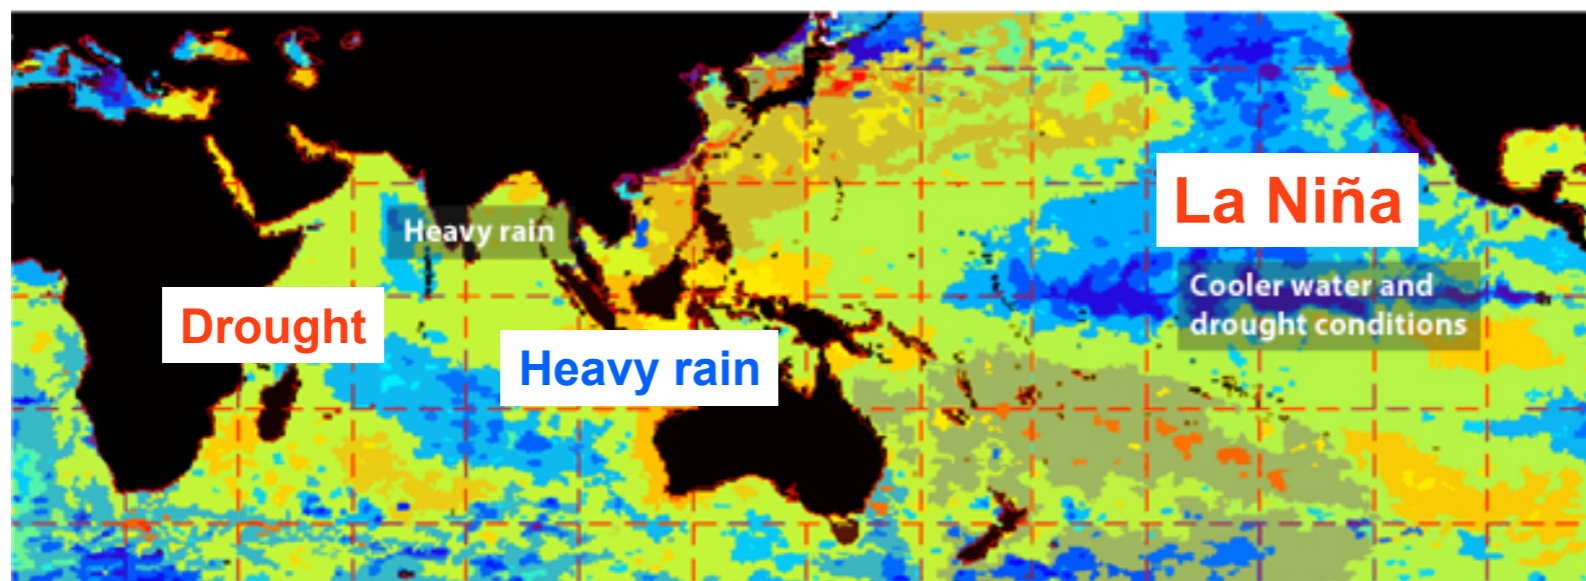 La Niña
Heavy rain
Cooler water and
drought conditions
Drought
Heavy rain